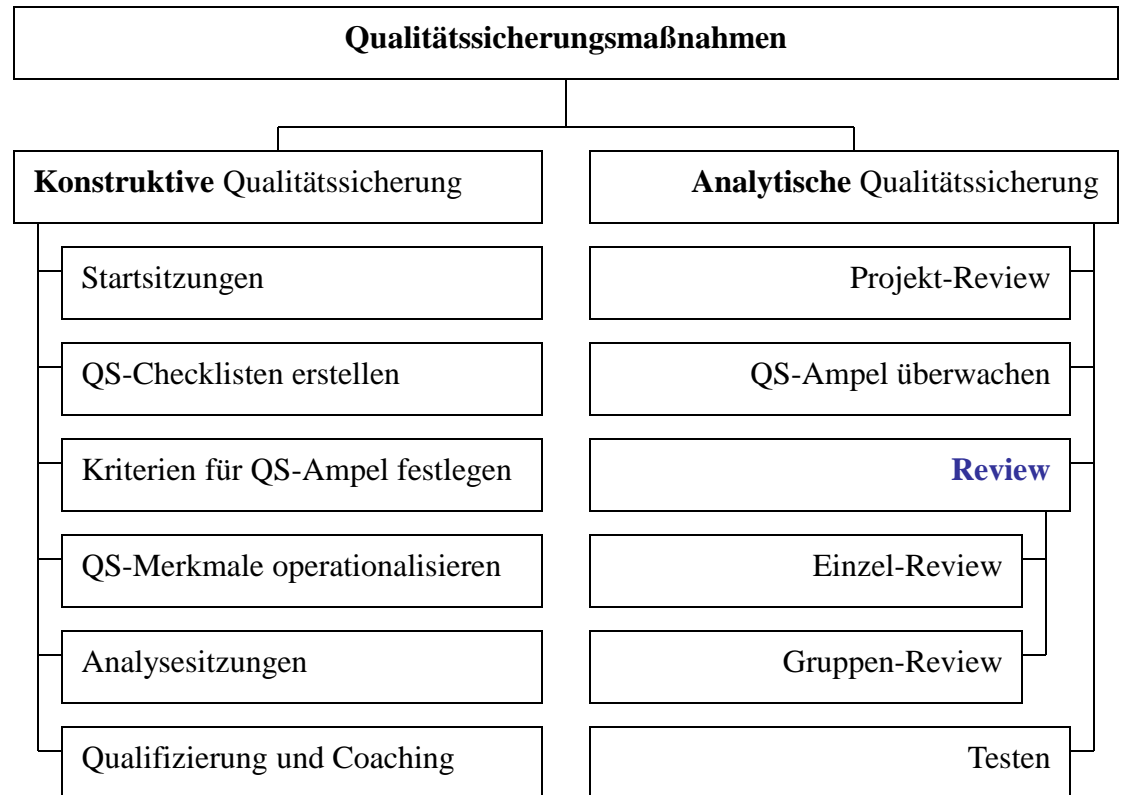 Qualitätssicherungsmaßnahmen
Konstruktive Qualitätssicherung
Startsitzungen
QS-Checklisten erstellen
Kriterien für QS-Ampel festlegen
QS-Merkmale operationalisieren
Analysesitzungen
Qualifizierung und Coaching
Analytische Qualitätssicherung
Projekt-Review
QS-Ampel überwachen
Review
Einzel-Review
Gruppen-Review
Testen